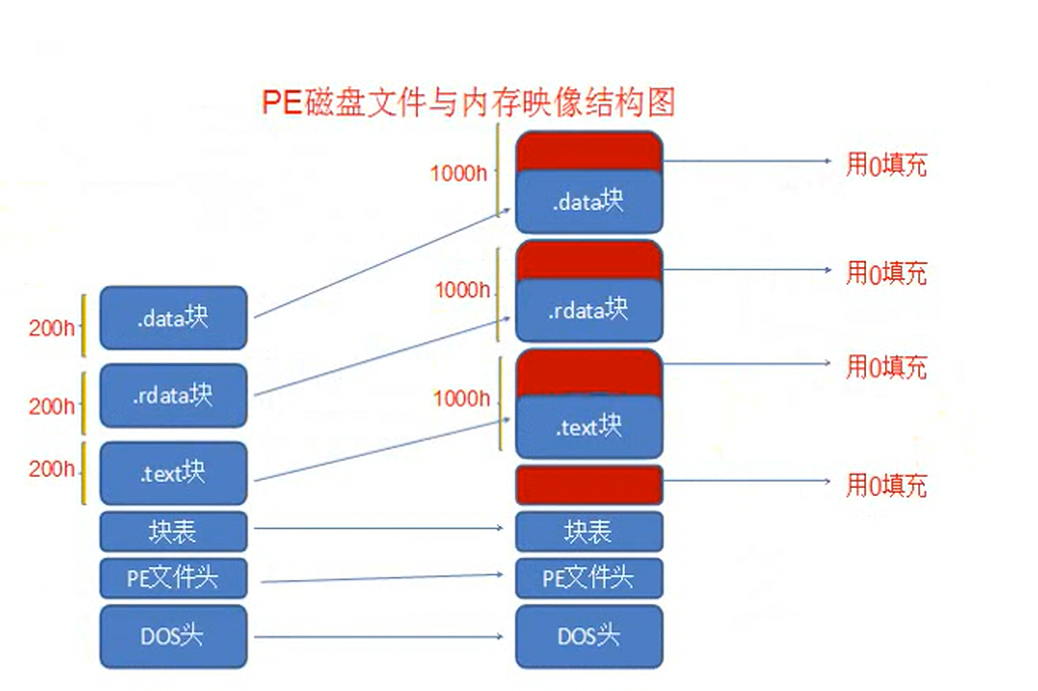 PE磁盘文件与内存映像结构图
1000h
.data块
用0填充
1000h
.rdata块
用0填充
200h
.data块
1000h
.text块
用0填充
200h
.rdata块
200h
.text块
用0填充
块表
块表
PE文件头
PE文件头
DOS头
DOS头